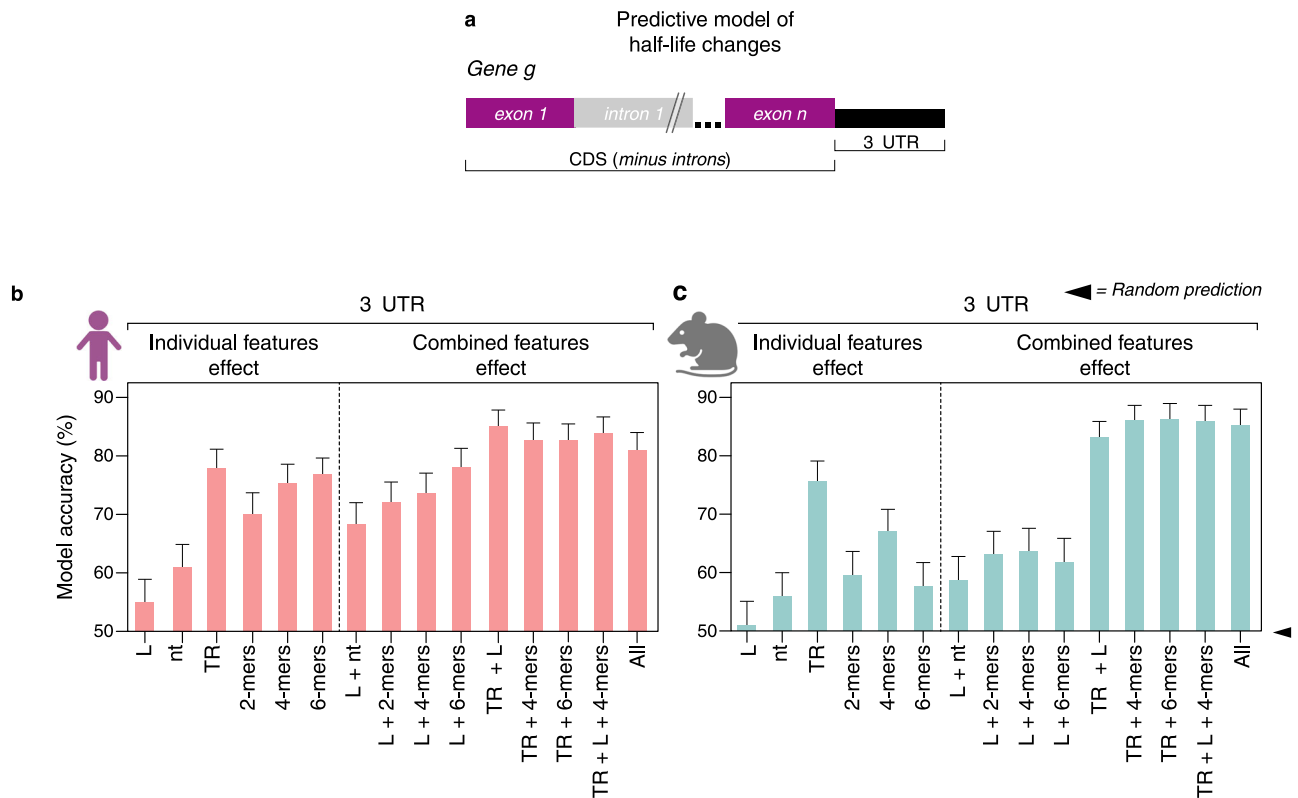 a
Predictive model of
half-life changes
Gene g
exon 1
intron 1
exon n
3 UTR
CDS (minus introns)
b
3 UTR
Individual features
effect
Combined features
effect
Model accuracy (%)
90
80
70
60
50
L
nt
TR
2-mers
4-mers
6-mers
L + nt
L + 2-mers
L + 4-mers
L + 6-mers
TR + L
TR + 4-mers
TR + 6-mers
TR + L + 4-mers
All
c
= Random prediction
3 UTR
Individual features
effect
Combined features
effect
90
80
70
60
50
L
nt
TR
2-mers
4-mers
6-mers
L + nt
L + 2-mers
L + 4-mers
L + 6-mers
TR + L
TR + 4-mers
TR + 6-mers
TR + L + 4-mers
All